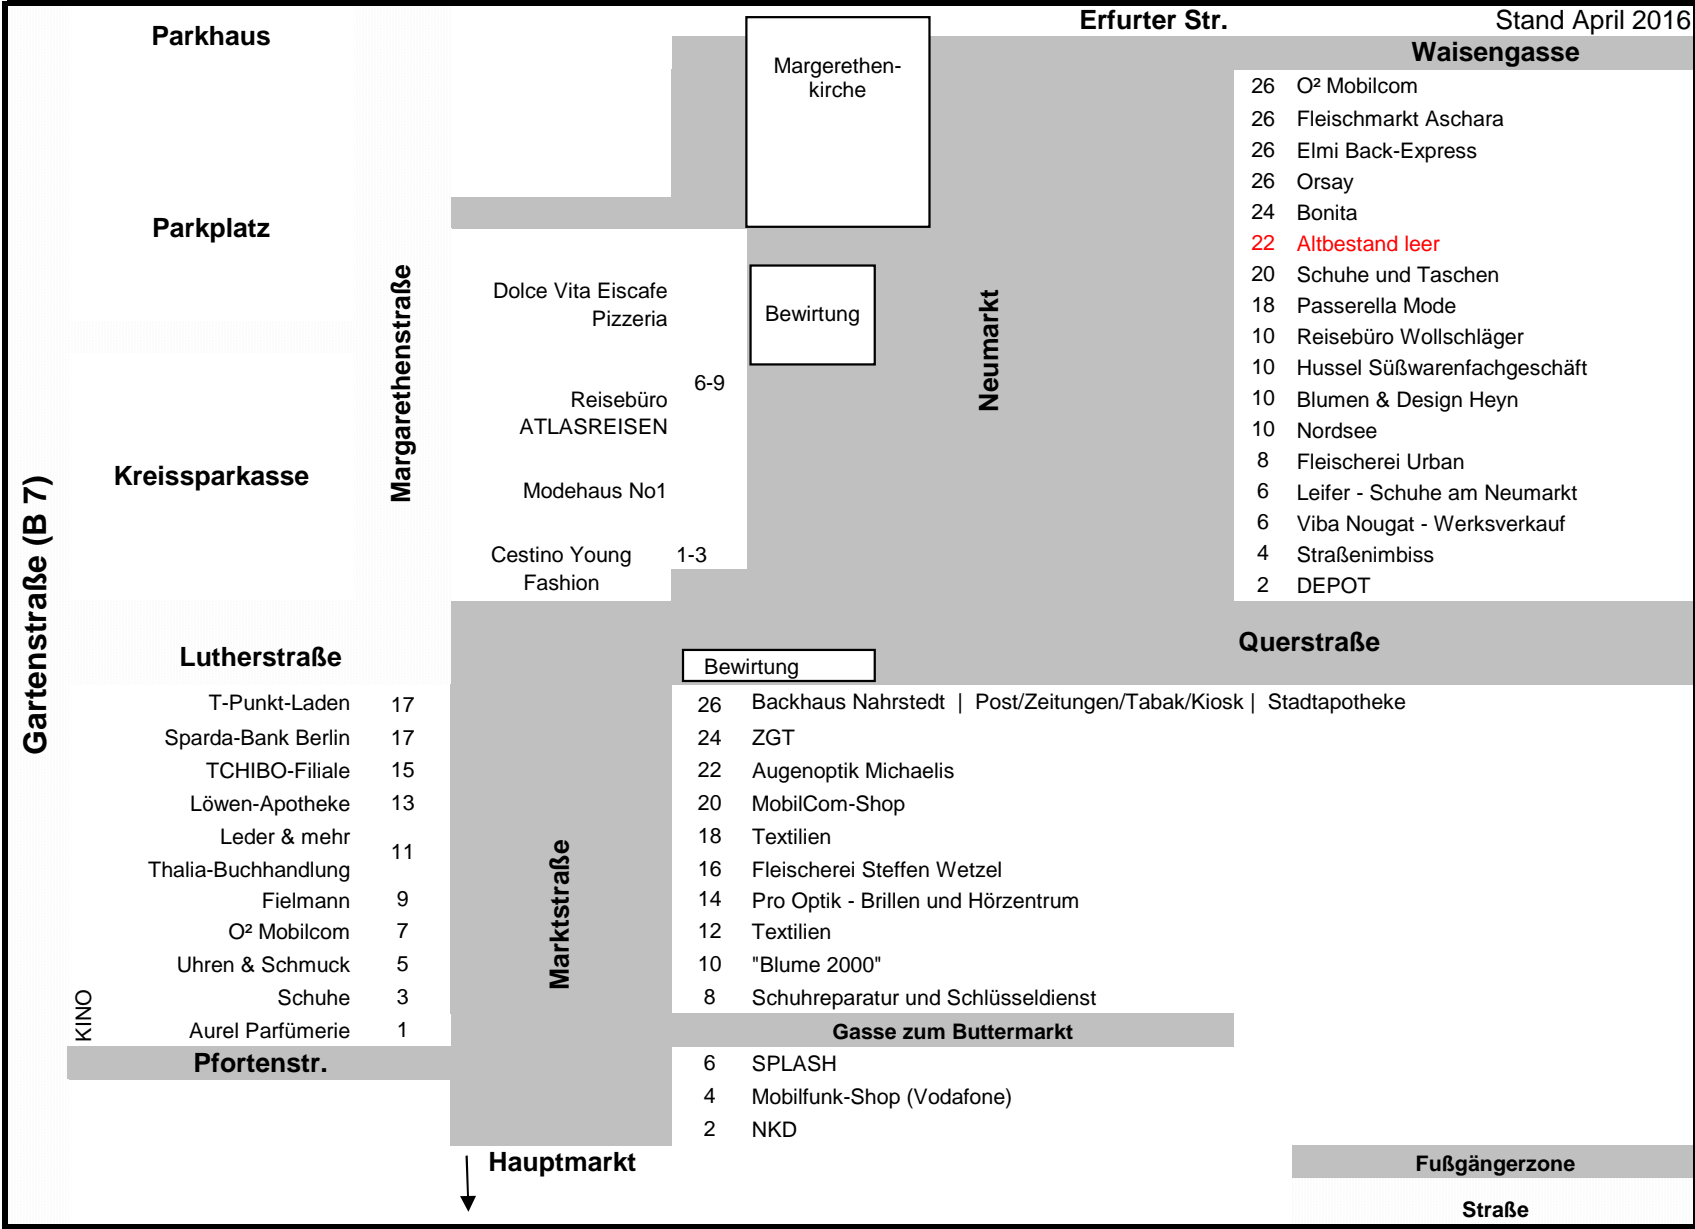 Erfurter Str.
Stand April 2016
Parkhaus
Waisengasse
Margerethen-
kirche
26 O² Mobilcom
26 Fleischmarkt Aschara
26 Elmi Back-Express
26 Orsay
24 Bonita
22 Altbestand leer
20 Schuhe und Taschen
18 Passerella Mode
10 Reisebüro Wollschläger
10 Hussel Süßwarenfachgeschäft
10 Blumen & Design Heyn
10 Nordsee
8 Fleischerei Urban
6 Leifer - Schuhe am Neumarkt
6 Viba Nougat - Werksverkauf
4 Straßenimbiss
2 DEPOT
Parkplatz
Kreissparkasse
Gartenstraße (B 7)
Margarethenstraße
Dolce Vita Eiscafe
Pizzeria
6-9
Reisebüro
ATLASREISEN
Modehaus No1
Cestino Young 1-3
Fashion
Bewirtung
Neumarkt
Querstraße
Lutherstraße
Bewirtung
T-Punkt-Laden 17
Sparda-Bank Berlin 17
TCHIBO-Filiale 15
Löwen-Apotheke 13
Leder & mehr
11
Thalia-Buchhandlung
Fielmann 9
O² Mobilcom 7
Uhren & Schmuck 5
Schuhe 3
Aurel Parfümerie 1
KINO
Pfortenstr.
Marktstraße
26 Backhaus Nahrstedt | Post/Zeitungen/Tabak/Kiosk | Stadtapotheke
24 ZGT
22 Augenoptik Michaelis
20 MobilCom-Shop
18 Textilien
16 Fleischerei Steffen Wetzel
14 Pro Optik - Brillen und Hörzentrum
12 Textilien
10 "Blume 2000"
8 Schuhreparatur und Schlüsseldienst
Gasse zum Buttermarkt
6 SPLASH
4 Mobilfunk-Shop (Vodafone)
2 NKD
Hauptmarkt
Fußgängerzone
Straße